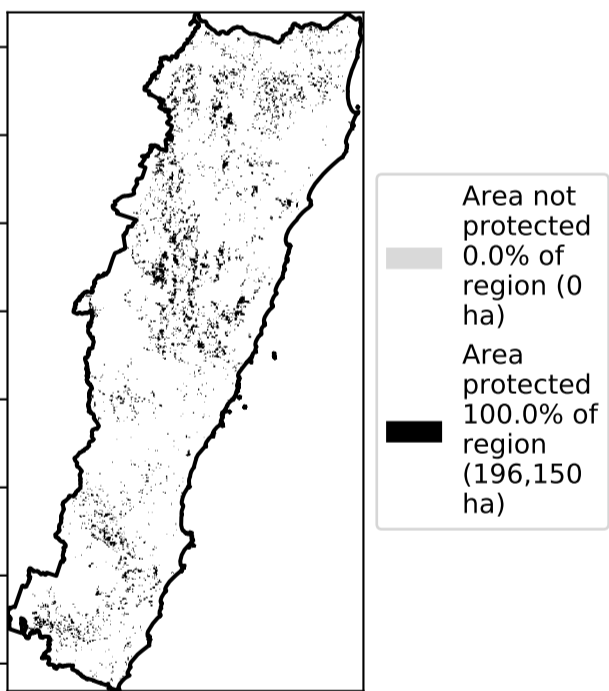 Area not
protected
0.0% of
region (0
ha)
Area
protected
100.0% of
region
(196,150
ha)